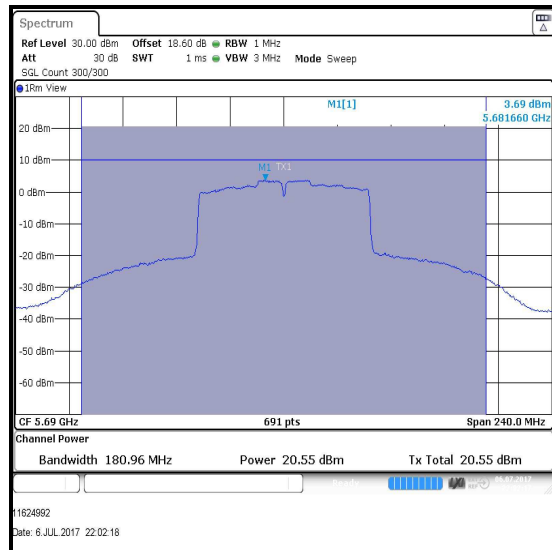 Spectrum
Ref Level 30.00 dBm Offset 18.60 dB RBW 1 MHz
Att 30 dB SWT 1 ms VBW 3 MHz Mode Sweep
SGL Count 300/300
1Rm View
M1[1] 3.69 dBm
5.681660 GHz
20 dBm
10 dBm
M1 TX1
0 dBm
-10 dBm
-20 dBm
-30 dBm
-40 dBm
-50 dBm
-60 dBm
CF 5.69 GHz 691 pts Span 240.0 MHz
Channel Power
Bandwidth 180.96 MHz Power 20.55 dBm Tx Total 20.55 dBm
Ready 06.07.2017
11624992
Date: 6.JUL.2017 22:02:18